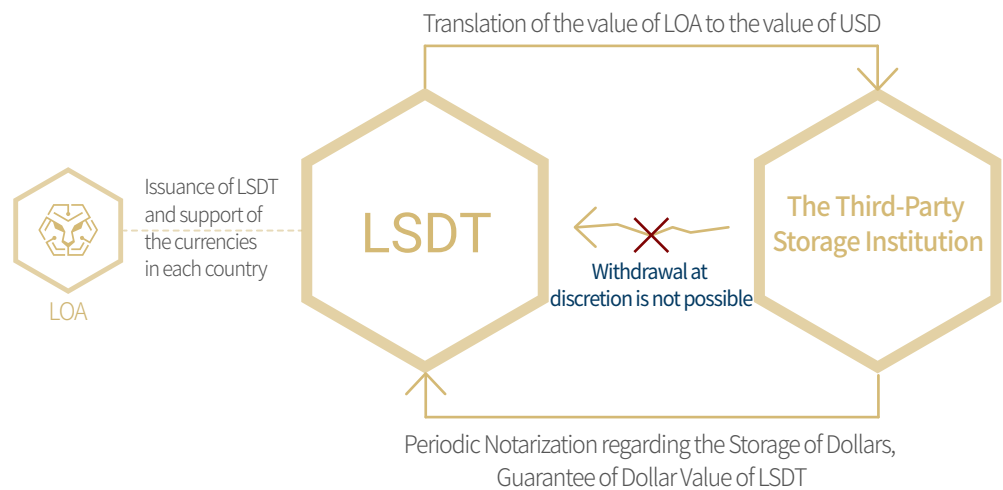 Translation of the value of LOA to the value of USD
Issuance of LSDT
and support of
the currencies
in each country
LOA
LSDT
Withdrawal at
discretion is not possible
The Third-Party
Storage Institution
Periodic Notarization regarding the Storage of Dollars,
Guarantee of Dollar Value of LSDT